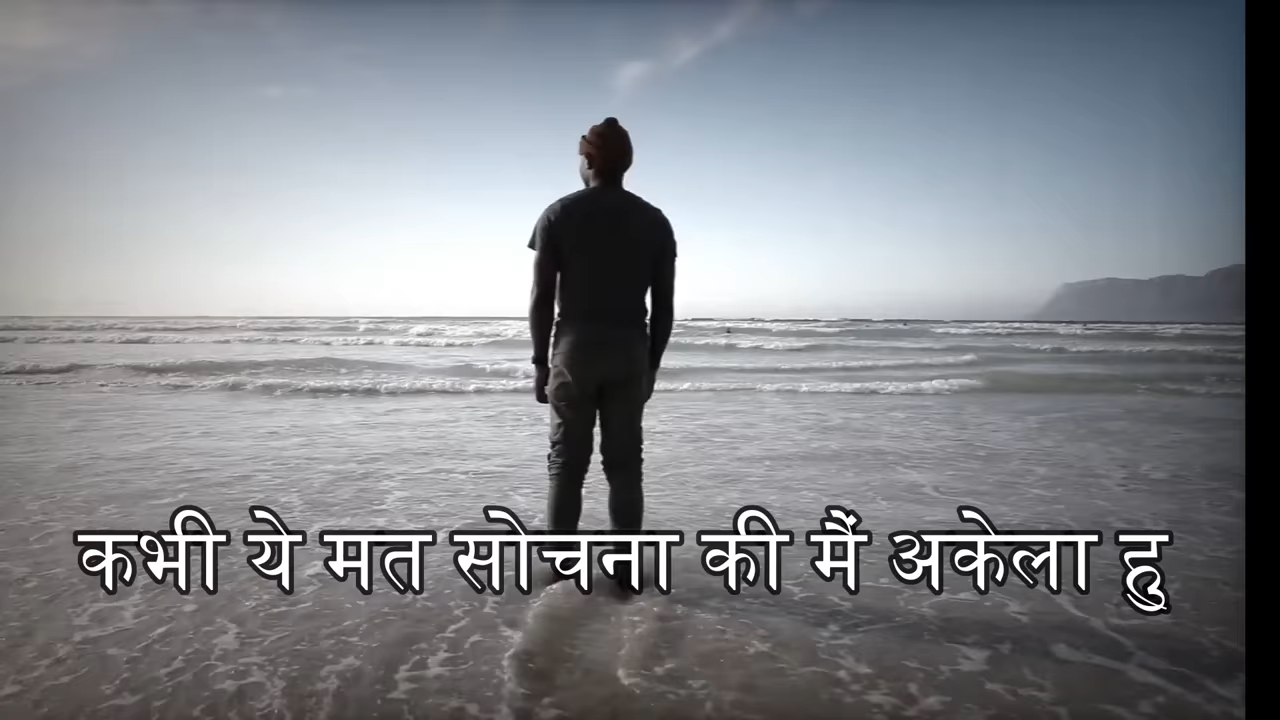 कभी ये मत सोचना की मैं अकेला हु